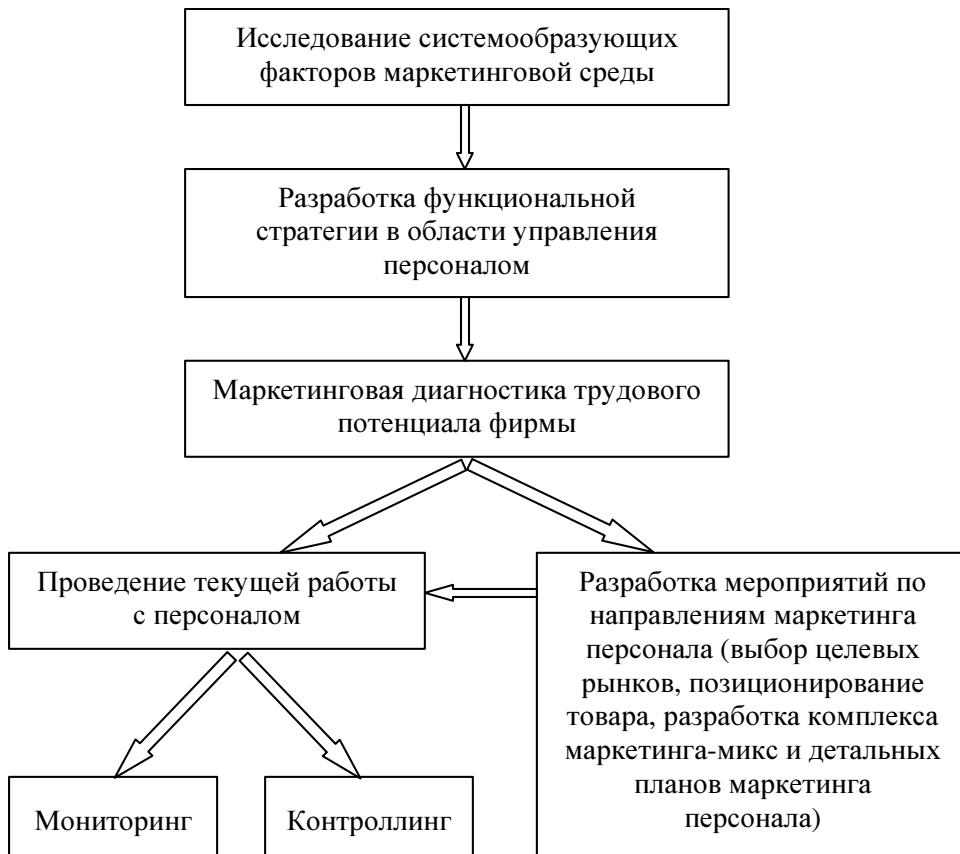 Исследование системообразующих
факторов маркетинговой среды
Разработка функциональной
стратегии в области управления
персоналом
Маркетинговая диагностика трудового
потенциала фирмы
Проведение текущей работы
с персоналом
Разработка мероприятий по
направлениям маркетинга
персонала (выбор целевых
рынков, позиционирование
товара, разработка комплекса
маркетинга-микс и детальных
планов маркетинга
персонала)
Мониторинг
Контроллинг